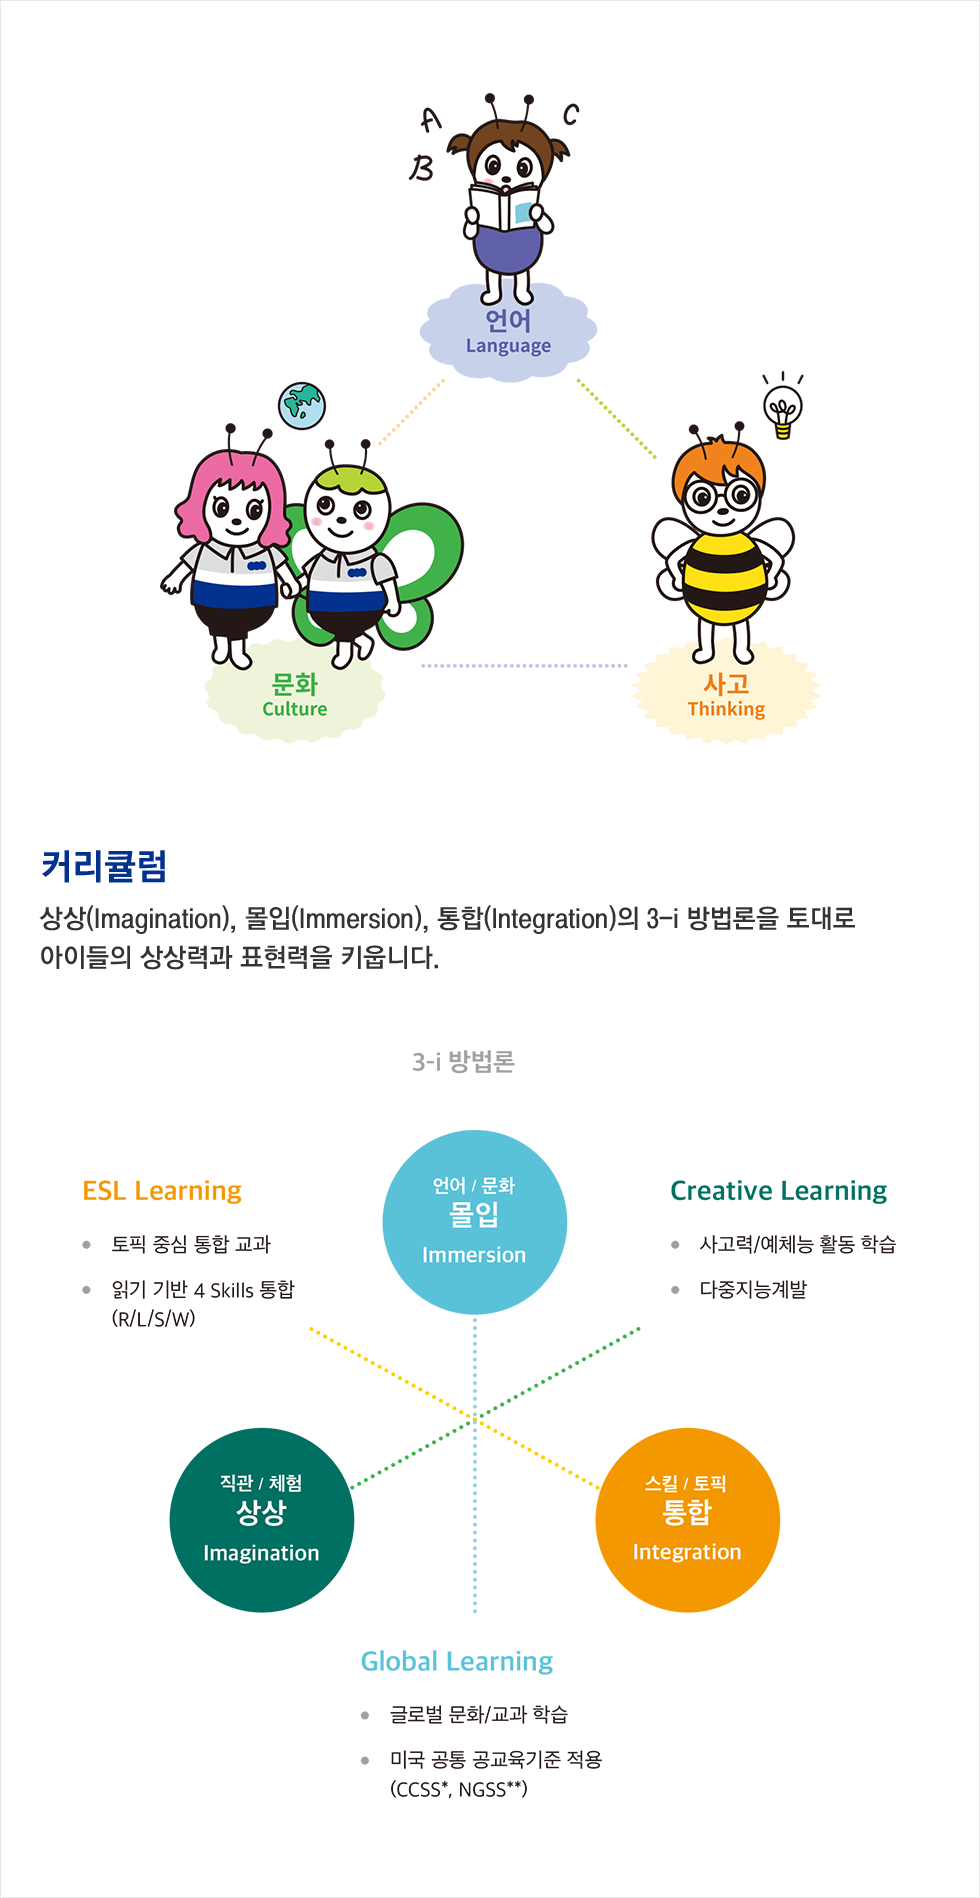 A
C
B
언어
Language
문화
Culture
사고
Thinking
커리큘럼
상상(Imagination), 몰입(Immersion), 통합(Integration)의 3-i 방법론을 토대로
아이들의 상상력과 표현력을 키웁니다.
3-i 방법론
언어 / 문화
몰입
Immersion
ESL Learning
토픽 중심 통합 교과
읽기 기반 4 Skills 통합
(R/L/S/W)
Creative Learning
사고력/예체능 활동 학습
다중지능계발
직관 / 체험
상상
Imagination
스킬 / 토픽
통합
Integration
Global Learning
글로벌 문화/교과 학습
미국 공통 공교육기준 적용
(CCSS*, NGSS**)